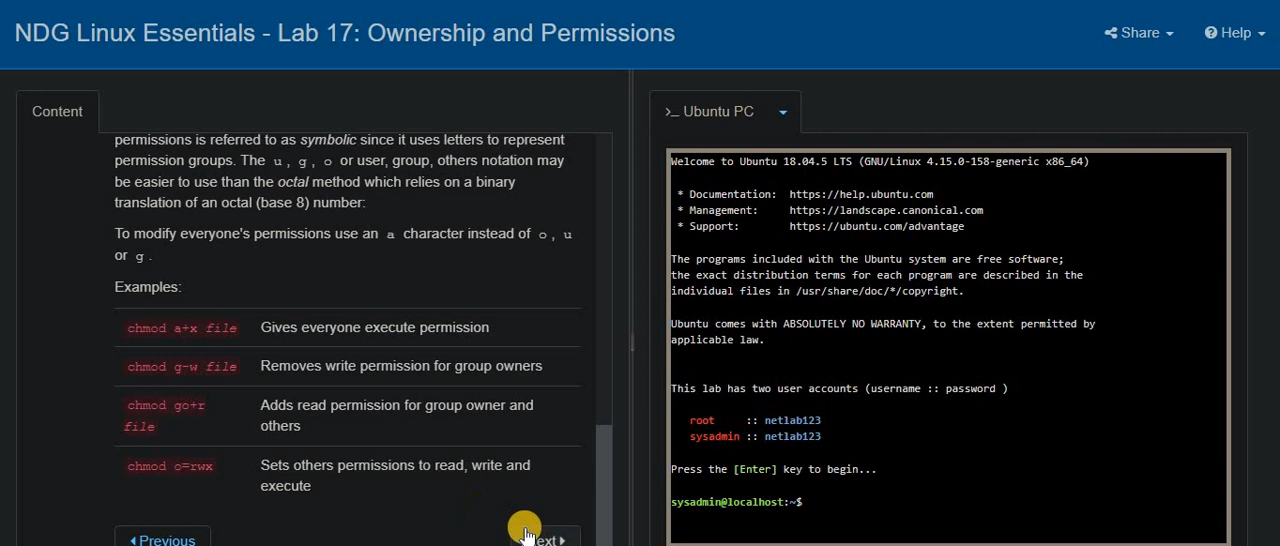 NDG Linux Essentials - Lab 17: Ownership and Permissions
Share
Help
Content
permissions is referred to as symbolic since it uses letters to represent
permission groups. The u, g, o or user, group, others notation may
be easier to use than the octal method which relies on a binary
translation of an octal (base 8) number:
To modify everyone's permissions use an a character instead of o, u
or g.
Examples:
chmod a+x file Gives everyone execute permission
chmod g-w file Removes write permission for group owners
chmod go+r Adds read permission for group owner and
file others
chmod o=rwx Sets others permissions to read, write and
execute
Previous
>_ Ubuntu PC
Welcome to Ubuntu 18.04.5 LTS (GNU/Linux 4.15.0-158-generic x86_64)
* Documentation: https://help.ubuntu.com
* Management: https://landscape.canonical.com
* Support: https://ubuntu.com/advantage
The programs included with the Ubuntu system are free software;
the exact distribution terms for each program are described in the
individual files in /usr/share/doc/*/copyright.
Ubuntu comes with ABSOLUTELY NO WARRANTY, to the extent permitted by
applicable law.
This lab has two user accounts (username :: password )
root :: netlab123
sysadmin :: netlab123
Press the [Enter] key to begin...
sysadmin@localhost:~$